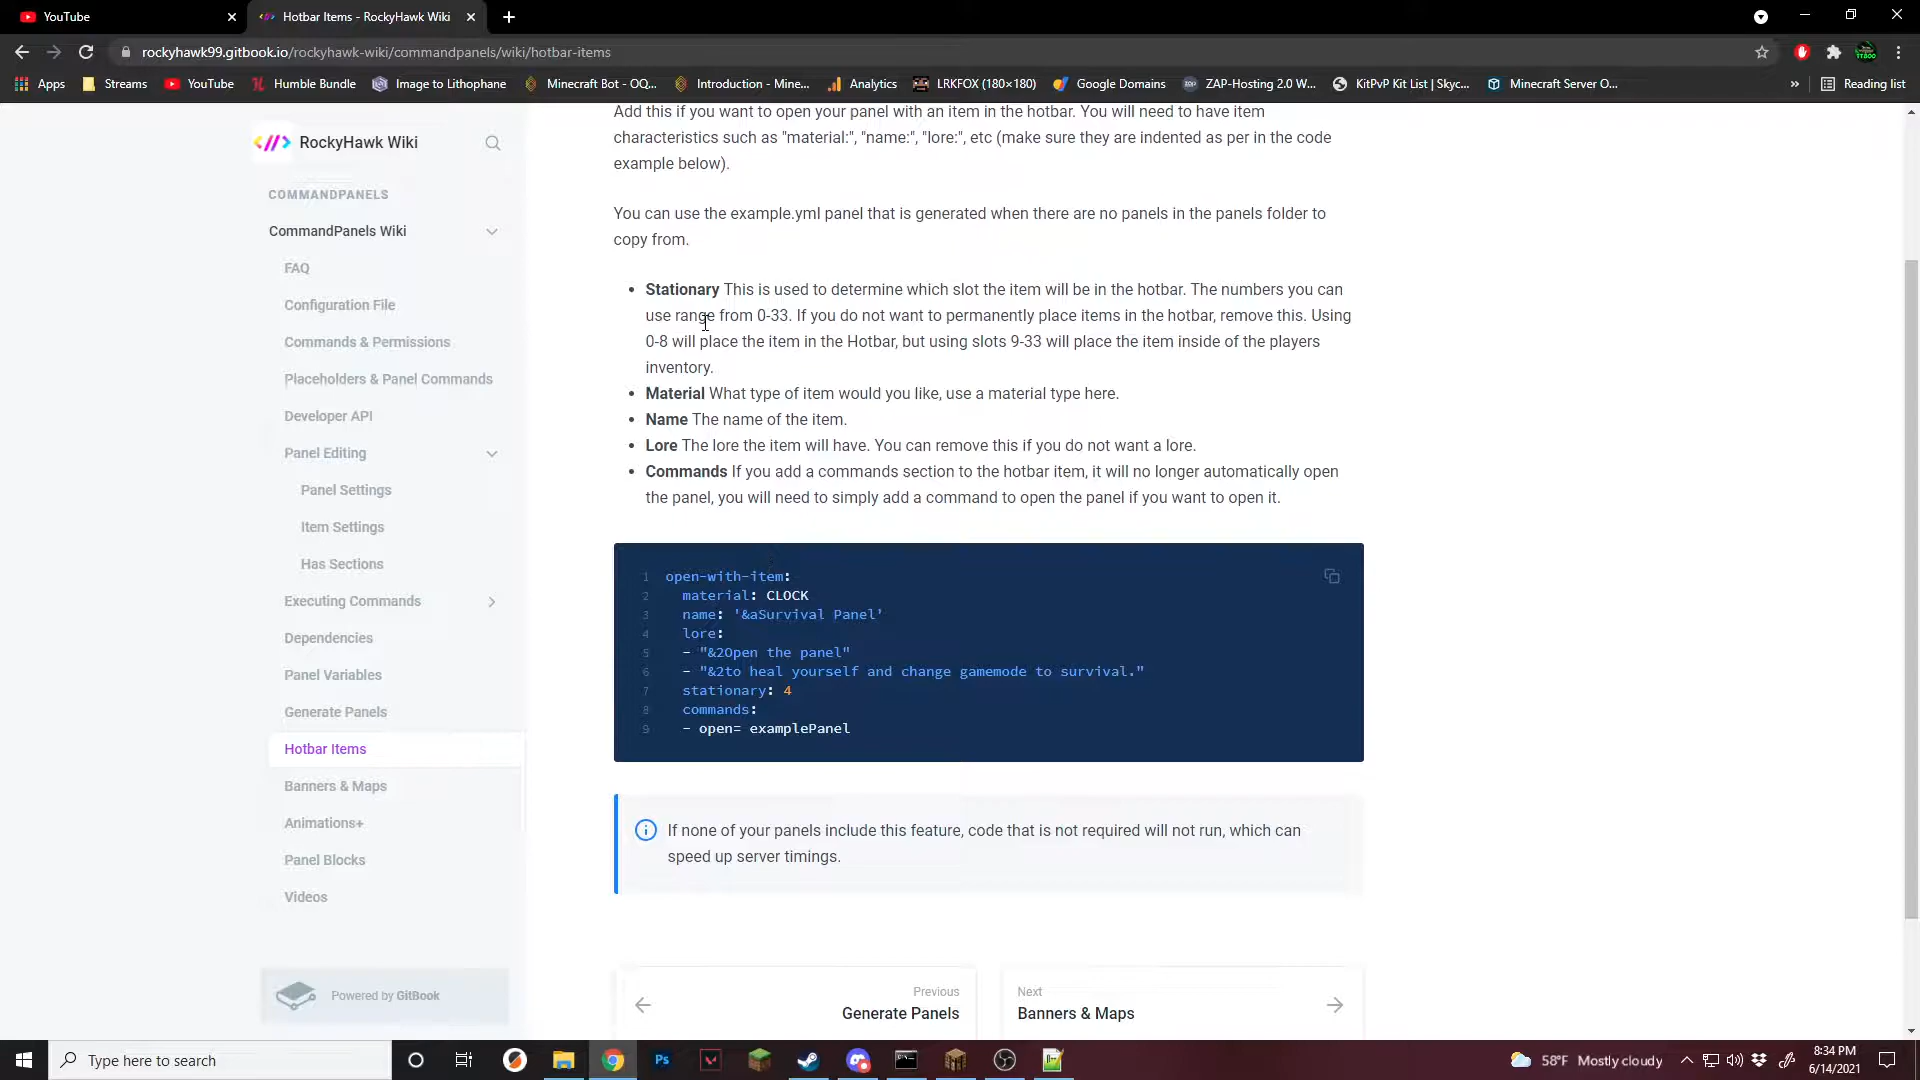 YouTube
Hotbar Items - RockyHawk Wiki
rockyhawk99.gitbook.io/rockyhawk-wiki/commandpanels/wiki/hotbar-items
Apps
Streams
YouTube
Humble Bundle
Image to Lithophane
Minecraft Bot - OQ...
Introduction - Mine...
Analytics
LRKFOX (180×180)
Google Domains
ZAP-Hosting 2.0 W...
KitPvP Kit List | Skyc...
Minecraft Server O...
»
Reading list
RockyHawk Wiki
COMMANDPANELS
CommandPanels Wiki
FAQ
Configuration File
Commands & Permissions
Placeholders & Panel Commands
Developer API
Panel Editing
Panel Settings
Item Settings
Has Sections
Executing Commands
Dependencies
Panel Variables
Generate Panels
Hotbar Items
Banners & Maps
Animations+
Panel Blocks
Videos
Powered by GitBook
Add this if you want to open your panel with an item in the hotbar. You will need to have item
characteristics such as "material:", "name:", "lore:", etc (make sure they are indented as per in the code
example below).
You can use the example.yml panel that is generated when there are no panels in the panels folder to
copy from.
• Stationary This is used to determine which slot the item will be in the hotbar. The numbers you can
use range from 0-33. If you do not want to permanently place items in the hotbar, remove this. Using
0-8 will place the item in the Hotbar, but using slots 9-33 will place the item inside of the players
inventory.
• Material What type of item would you like, use a material type here.
• Name The name of the item.
• Lore The lore the item will have. You can remove this if you do not want a lore.
• Commands If you add a commands section to the hotbar item, it will no longer automatically open
the panel, you will need to simply add a command to open the panel if you want to open it.
1 open-with-item:
2 material: CLOCK
3 name: '&aSurvival Panel'
4 lore:
5 - "&2Open the panel"
6 - "&2to heal yourself and change gamemode to survival."
7 stationary: 4
8 commands:
9 - open= examplePanel
If none of your panels include this feature, code that is not required will not run, which can
speed up server timings.
Previous
Generate Panels
Next
Banners & Maps
Type here to search
Ps
58°F Mostly cloudy
8:34 PM
6/14/2021